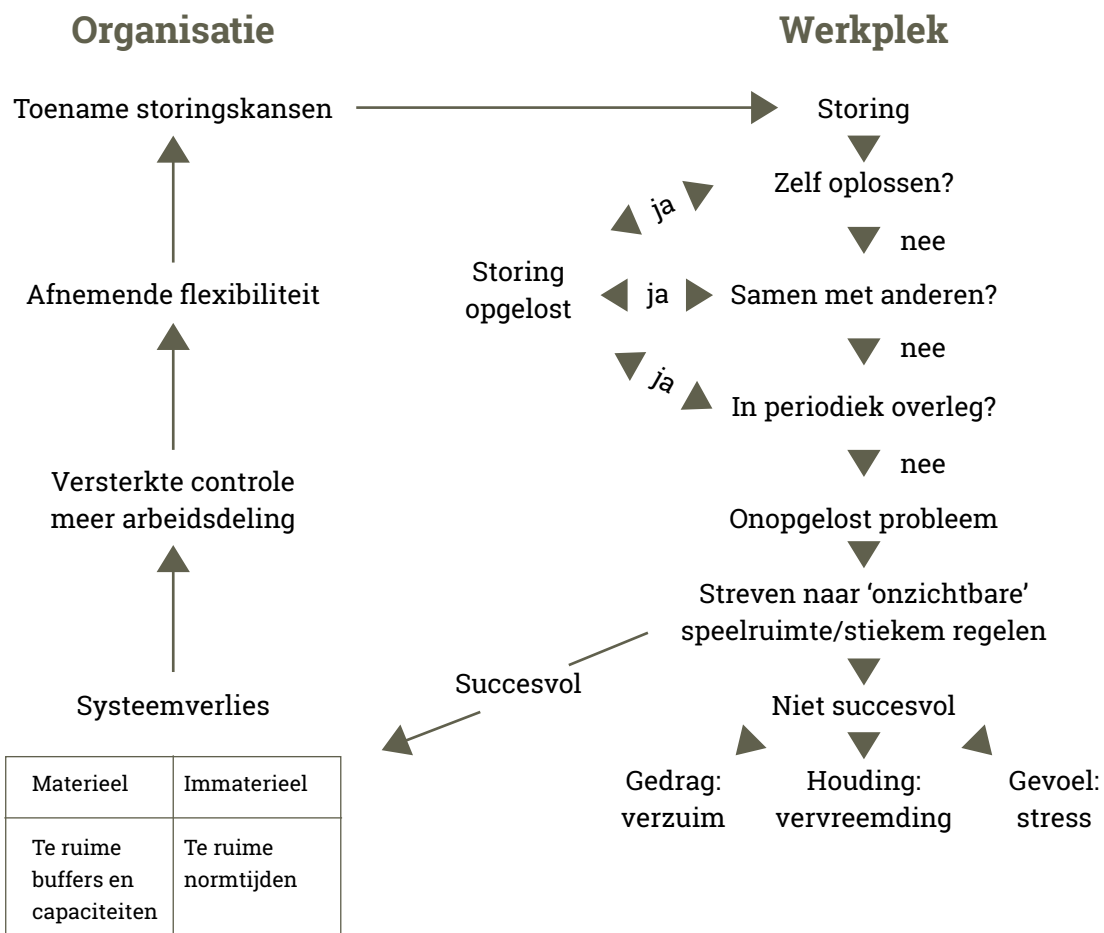 Organisatie
Werkplek
Toename storingskansen
Storing
Zelf oplossen?
ja
nee
Afnemende flexibiliteit
Storing
opgelost
ja
Samen met anderen?
nee
ja
In periodiek overleg?
nee
Versterkte controle
meer arbeidsdeling
Onopgelost probleem
Streven naar ‘onzichtbare’
speelruimte/stiekem regelen
Succesvol
Systeemverlies
Niet succesvol
Materieel
Immaterieel
Te ruime
buffers en
capaciteiten
Te ruime
normtijden
Gedrag:
verzuim
Houding:
vervreemding
Gevoel:
stress